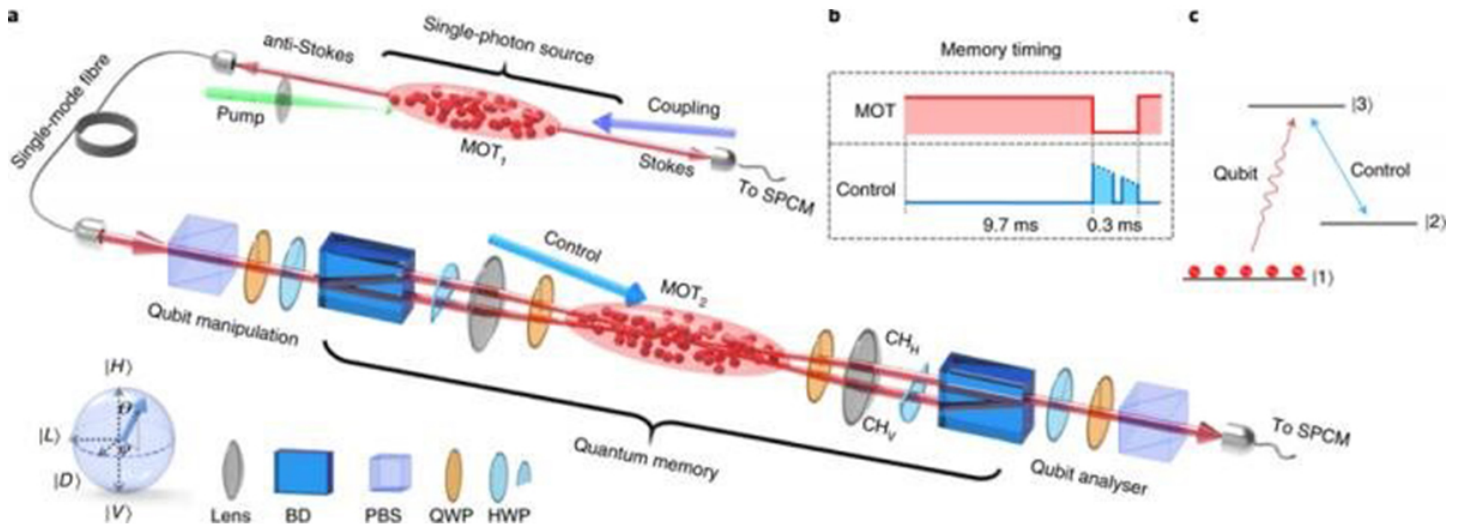 a
Single-mode fibre
anti-Stokes
Single-photon source
Pump
MOT₁
Coupling
Stokes
To SPCM
Control
MOT₂
Qubit manipulation
Quantum memory
CH_H
CH_V
Qubit analyser
To SPCM
|H⟩
θ
|L⟩
φ
|D⟩
|V⟩
Lens BD PBS QWP HWP
b
Memory timing
MOT
Control
9.7 ms 0.3 ms
c
|3⟩
Qubit Control
|2⟩
|1⟩